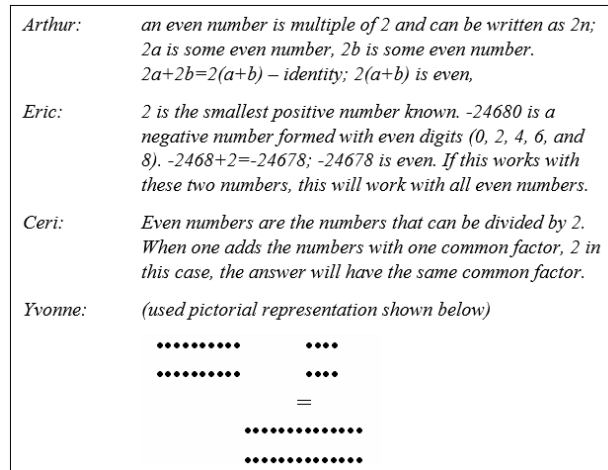 Arthur: an even number is multiple of 2 and can be written as 2n;
2a is some even number, 2b is some even number.
2a+2b=2(a+b) – identity; 2(a+b) is even,
Eric: 2 is the smallest positive number known. -24680 is a
negative number formed with even digits (0, 2, 4, 6, and
8). -2468+2=-24678; -24678 is even. If this works with
these two numbers, this will work with all even numbers.
Ceri: Even numbers are the numbers that can be divided by 2.
When one adds the numbers with one common factor, 2 in
this case, the answer will have the same common factor.
Yvonne: (used pictorial representation shown below)
=